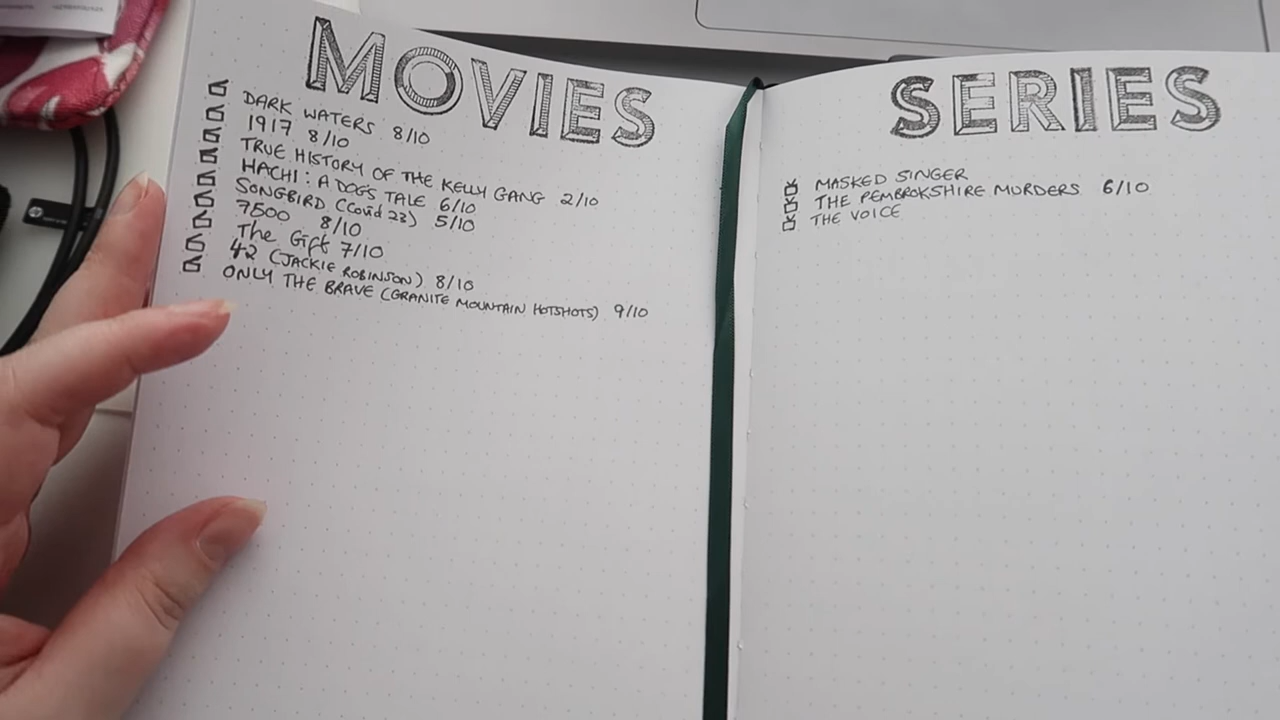 MOVIES
DARK WATERS 8/10
1917 8/10
TRUE HISTORY OF THE KELLY GANG 2/10
HACHI: A DOGS TALE 6/10
SONGBIRD (Covid 23) 5/10
7500 8/10
The Gift 7/10
42 (JACKIE ROBINSON) 8/10
ONLY THE BRAVE (GRANITE MOUNTAIN HOTSHOTS) 9/10
SERIES
MASKED SINGER
THE PEMBROKSHIRE MURDERS 6/10
THE VOICE